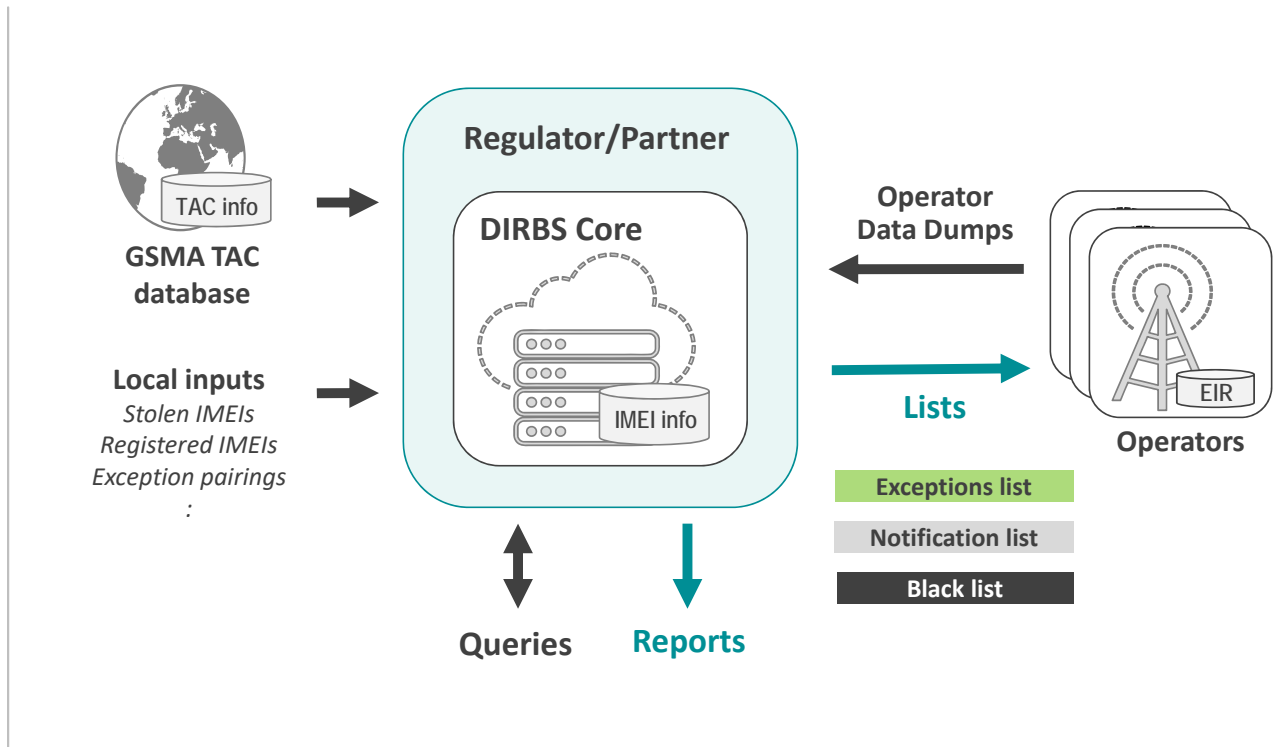 TAC info
GSMA TAC
database
Local inputs
Stolen IMEIs
Registered IMEIs
Exception pairings
:
Regulator/Partner
DIRBS Core
IMEI info
Queries
Reports
Operator
Data Dumps
Lists
EIR
Operators
Exceptions list
Notification list
Black list